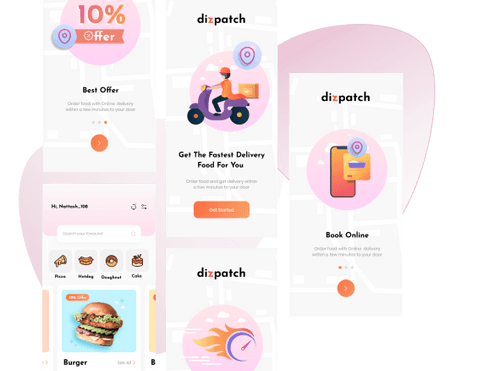 10%
Offer
Best Offer
Order food with Online, delivery
within a few minutes to your door
Hi, Mottosh_108
Search your food.etc
Pizza
Hotdog
Doughnut
Cake
10% Offer
Burger
See All >
B
dizpatch
Get The Fastest Delivery
Food For You
Order food and get delivery within
a few minutes to your door
Get Started
dizpatch
dizpatch
Book Online
Order food with Online, delivery
within a few minutes to your door